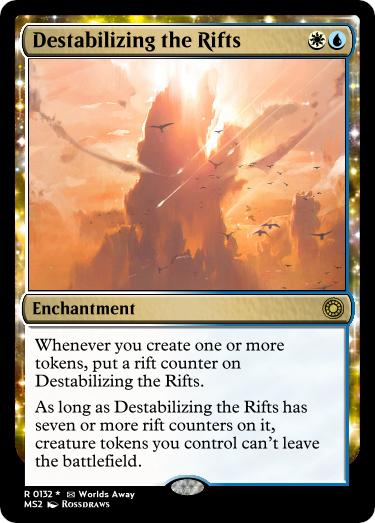 Destabilizing the Rifts
Enchantment
Whenever you create one or more
tokens, put a rift counter on
Destabilizing the Rifts.
As long as Destabilizing the Rifts has
seven or more rift counters on it,
creature tokens you control can't leave
the battlefield.
R 0132 * Worlds Away
MS2 Rossdraws